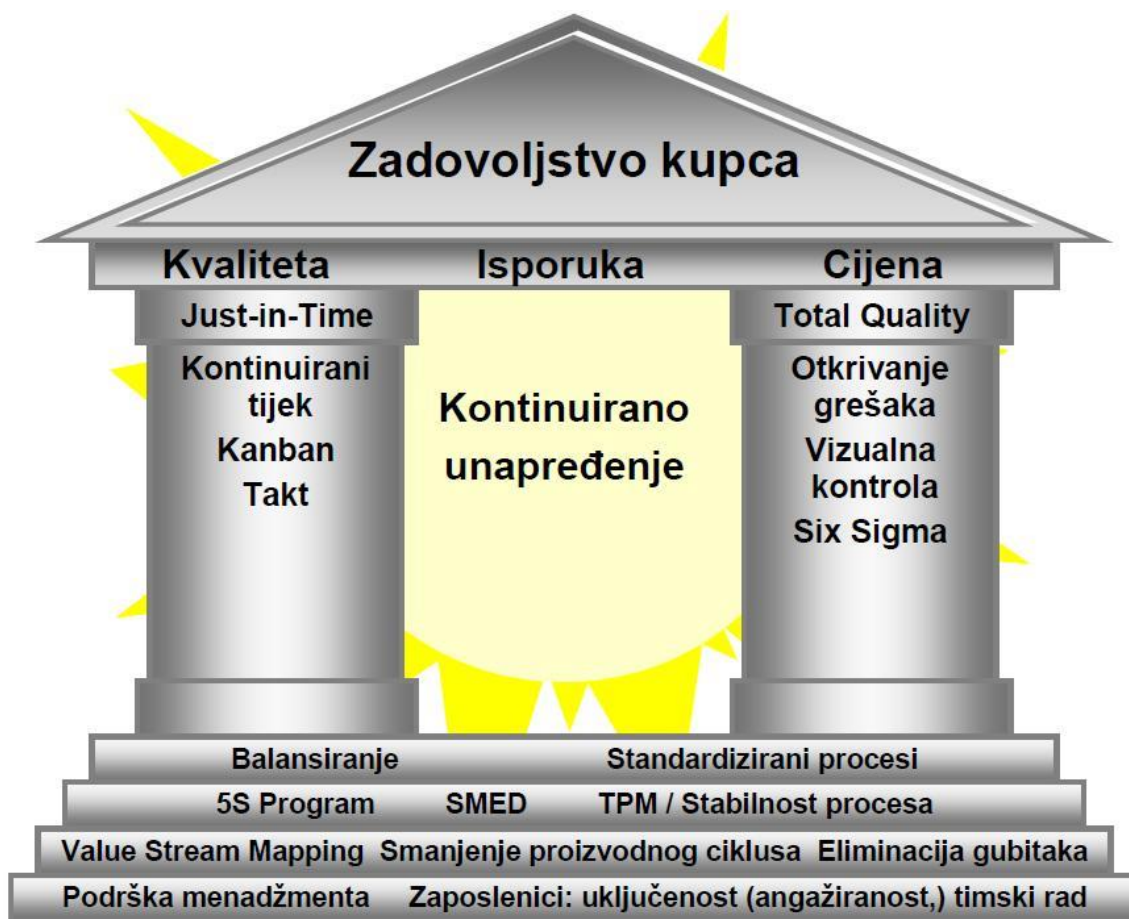 Zadovoljstvo kupca
Kvaliteta Isporuka Cijena
Just-in-Time
Kontinuirani
tijek
Kanban
Takt
Kontinuirano
unapređenje
Total Quality
Otkrivanje
grešaka
Vizualna
kontrola
Six Sigma
Balansiranje Standardizirani procesi
5S Program SMED TPM / Stabilnost procesa
Value Stream Mapping Smanjenje proizvodnog ciklusa Eliminacija gubitaka
Podrška menadžmenta Zaposlenici: uključenost (angažiranost,) timski rad